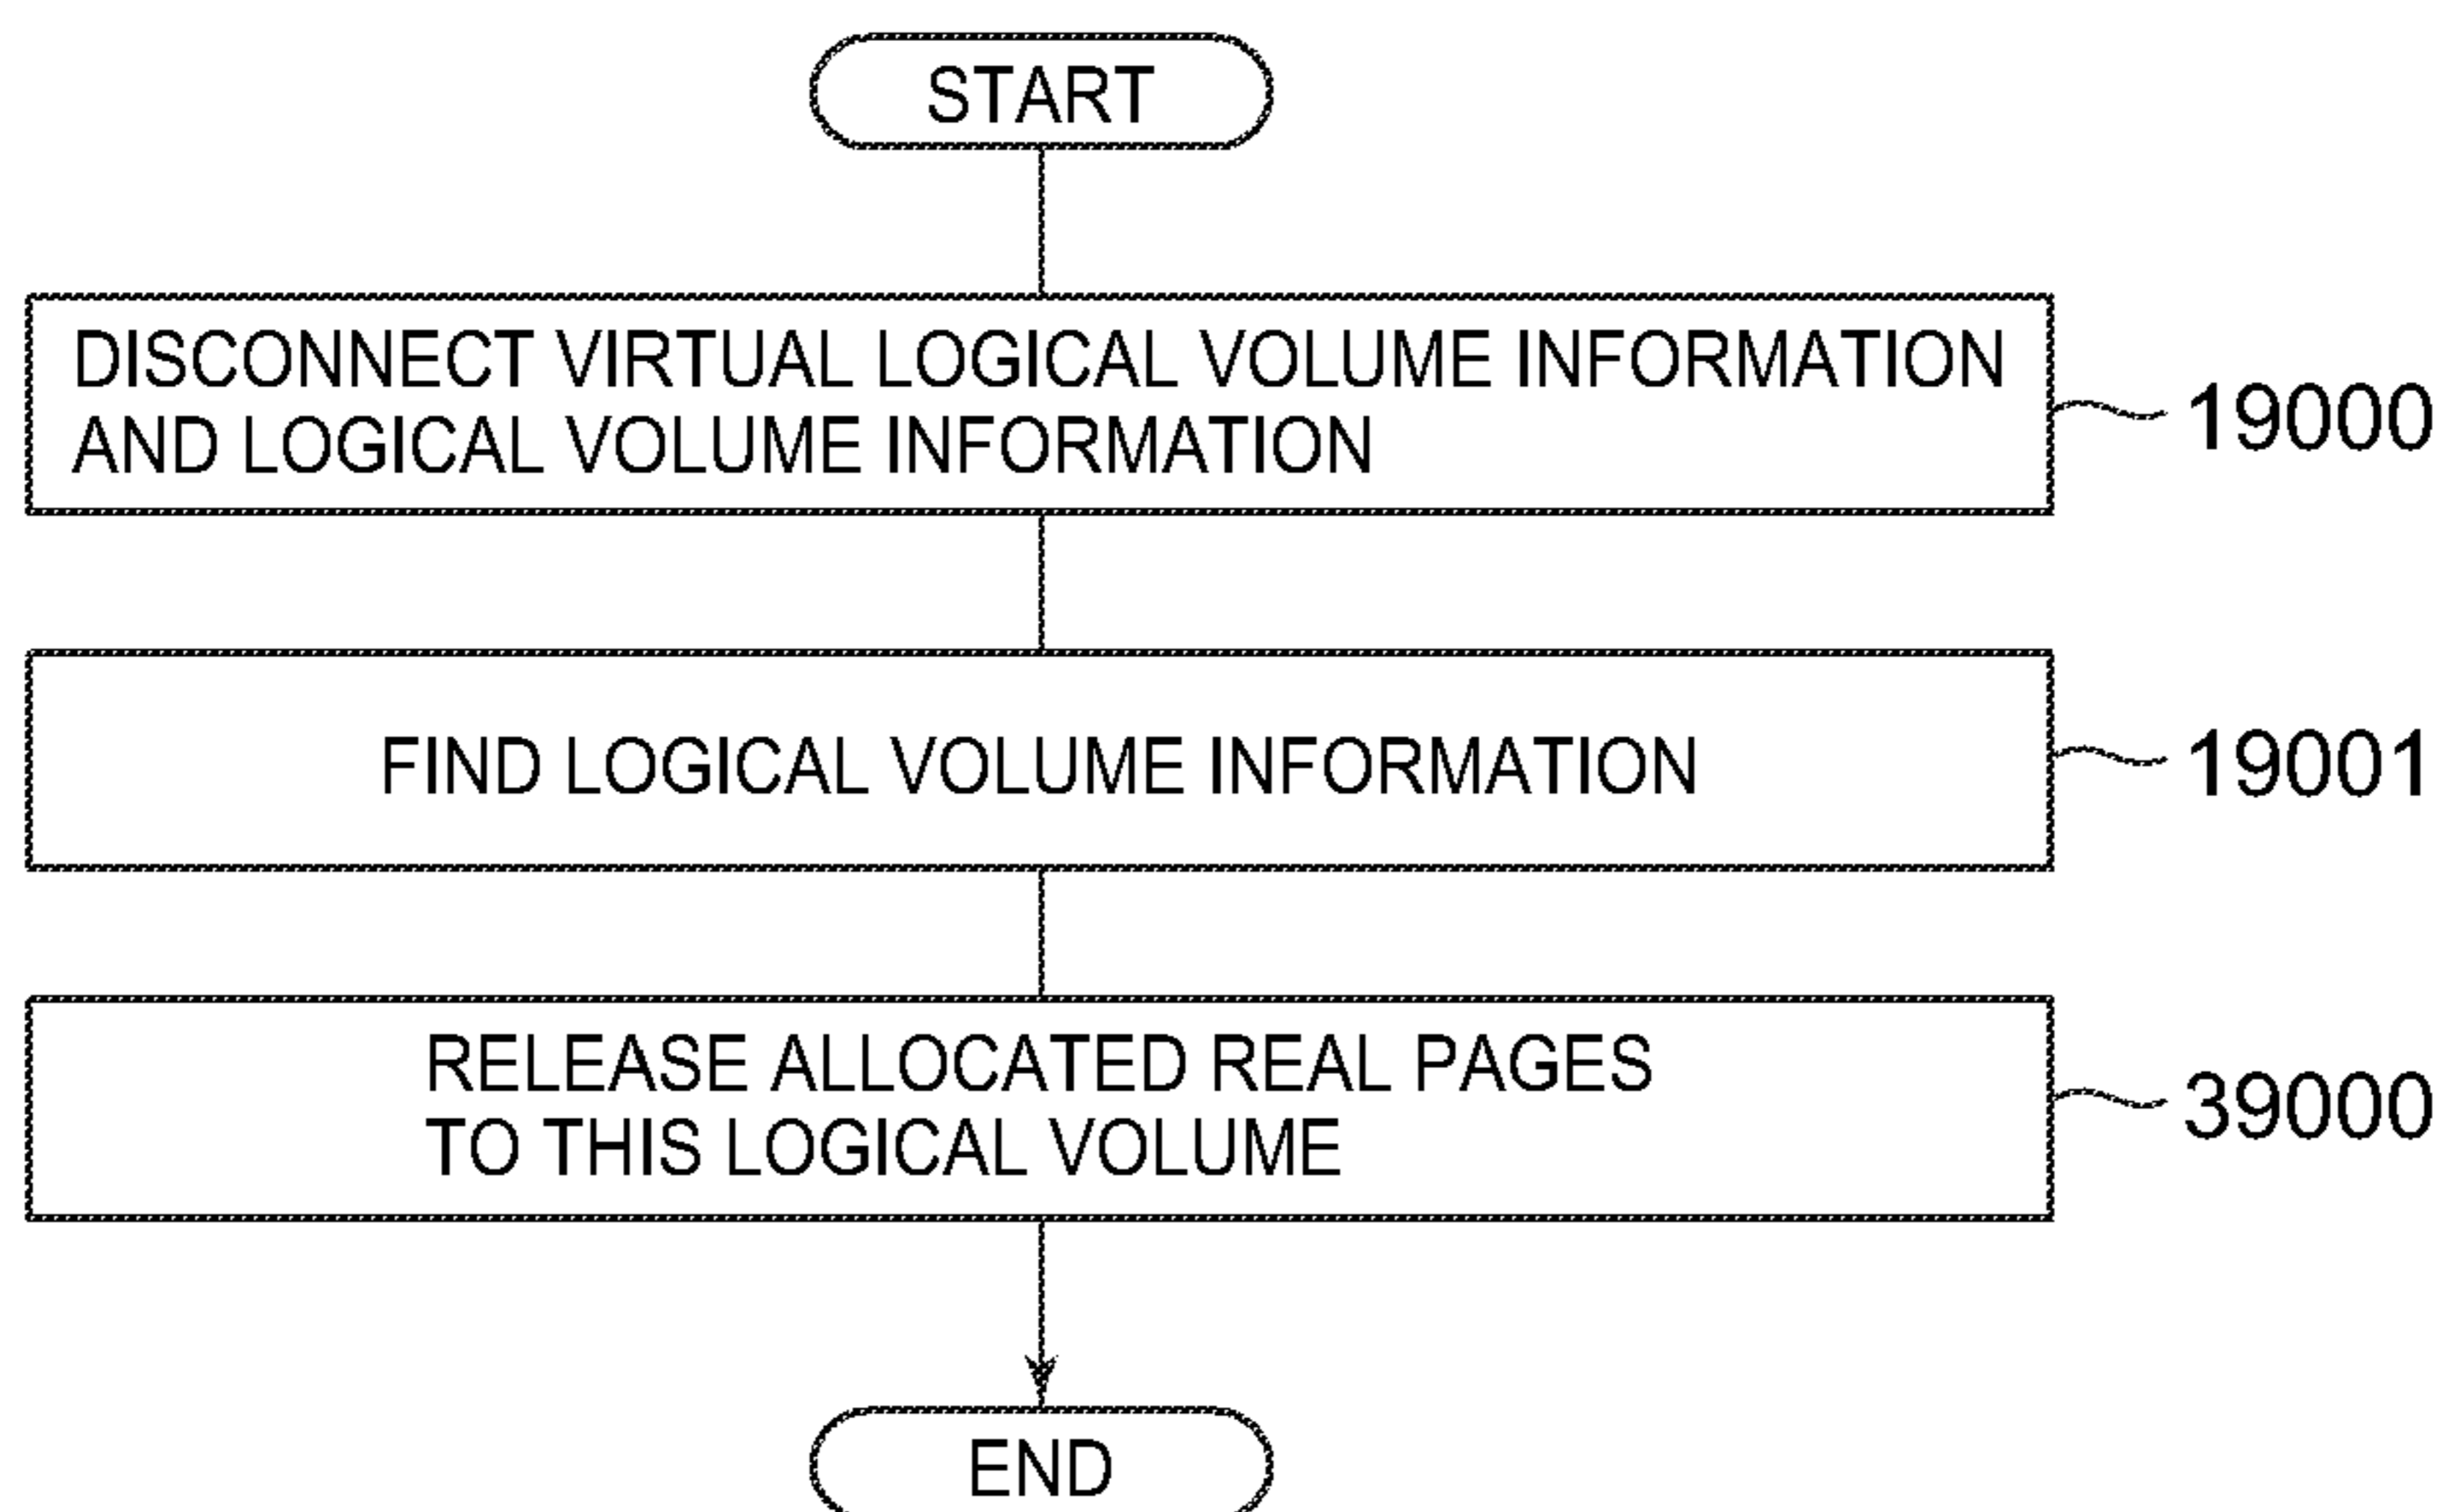 START
DISCONNECT VIRTUAL LOGICAL VOLUME INFORMATION
AND LOGICAL VOLUME INFORMATION
19000
FIND LOGICAL VOLUME INFORMATION
19001
RELEASE ALLOCATED REAL PAGES
TO THIS LOGICAL VOLUME
39000
END